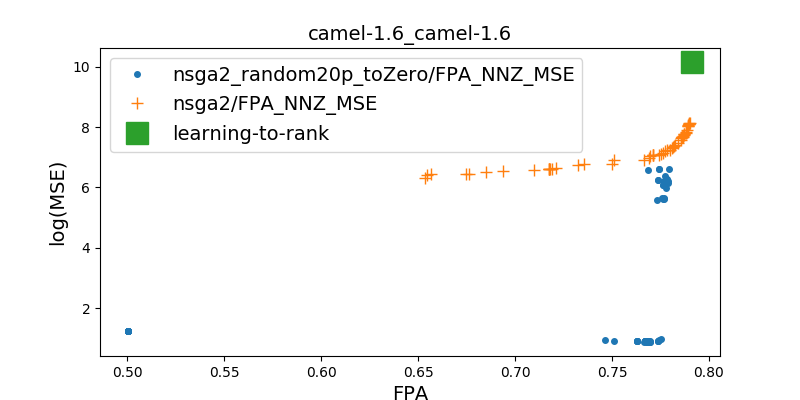 camel-1.6_camel-1.6
nsga2_random20p_toZero/FPA_NNZ_MSE
nsga2/FPA_NNZ_MSE
learning-to-rank
log(MSE)
10
8
6
4
2
0.50 0.55 0.60 0.65 0.70 0.75 0.80
FPA